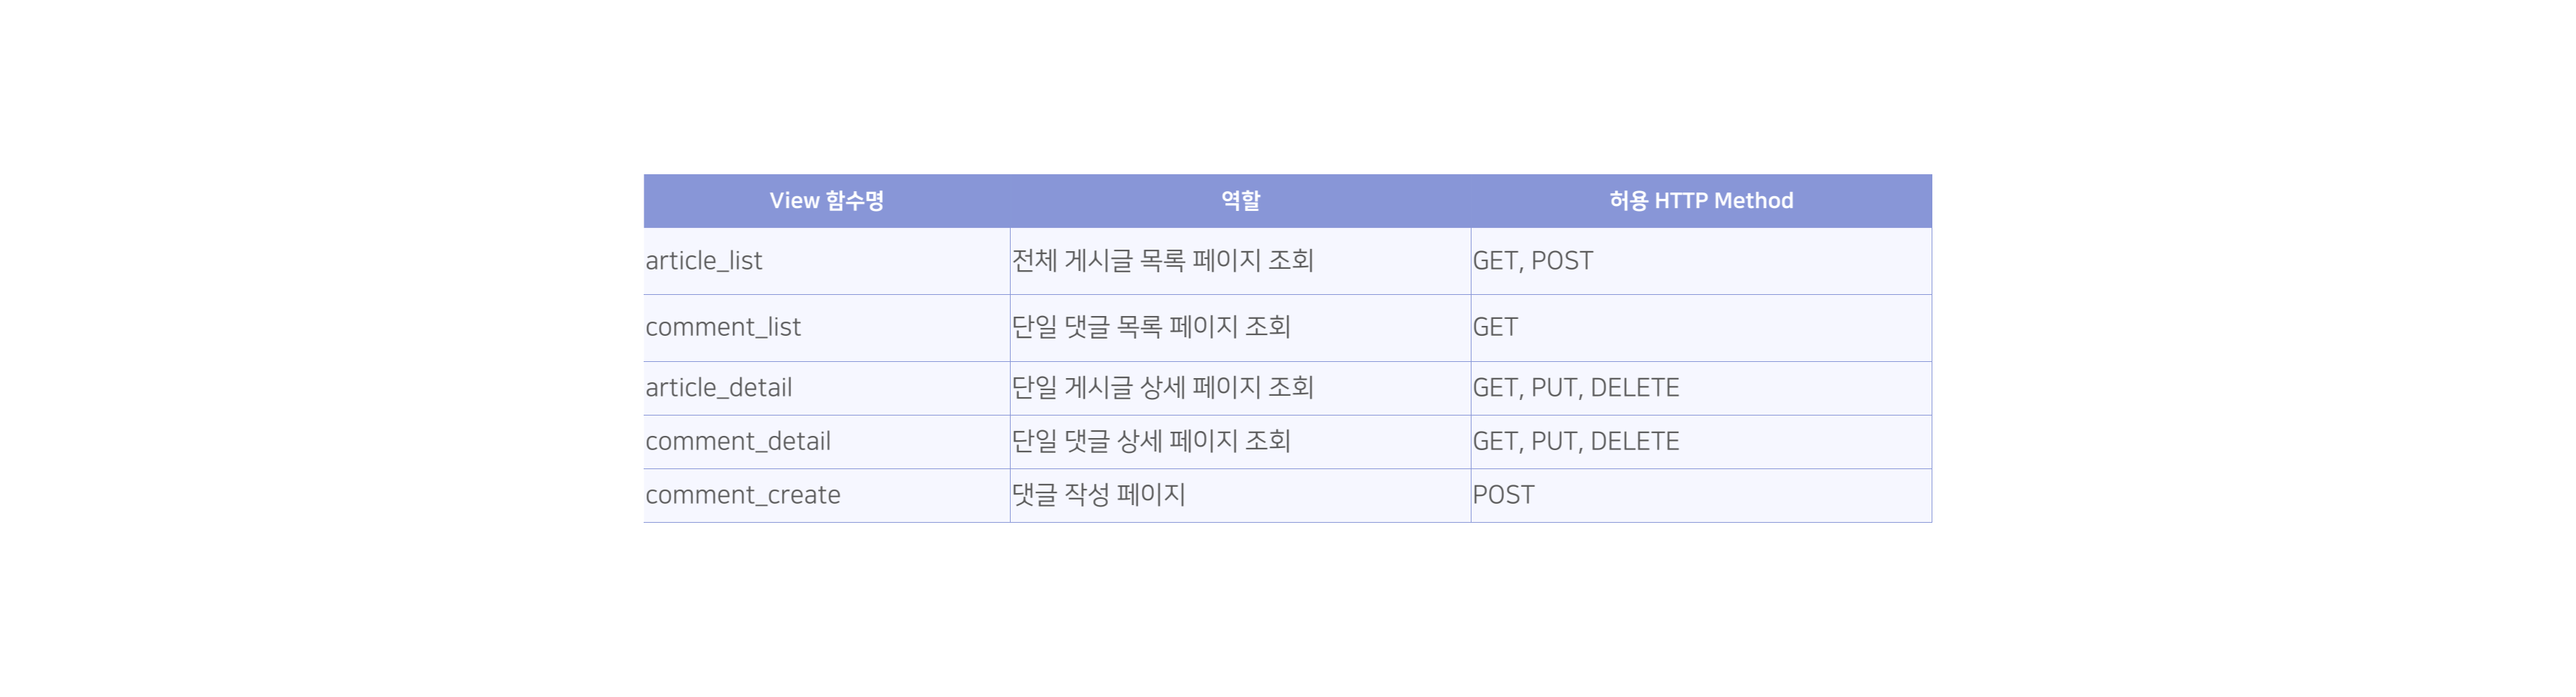 View 함수명 역할 허용 HTTP Method
article_list 전체 게시글 목록 페이지 조회 GET, POST
comment_list 단일 댓글 목록 페이지 조회 GET
article_detail 단일 게시글 상세 페이지 조회 GET, PUT, DELETE
comment_detail 단일 댓글 상세 페이지 조회 GET, PUT, DELETE
comment_create 댓글 작성 페이지 POST